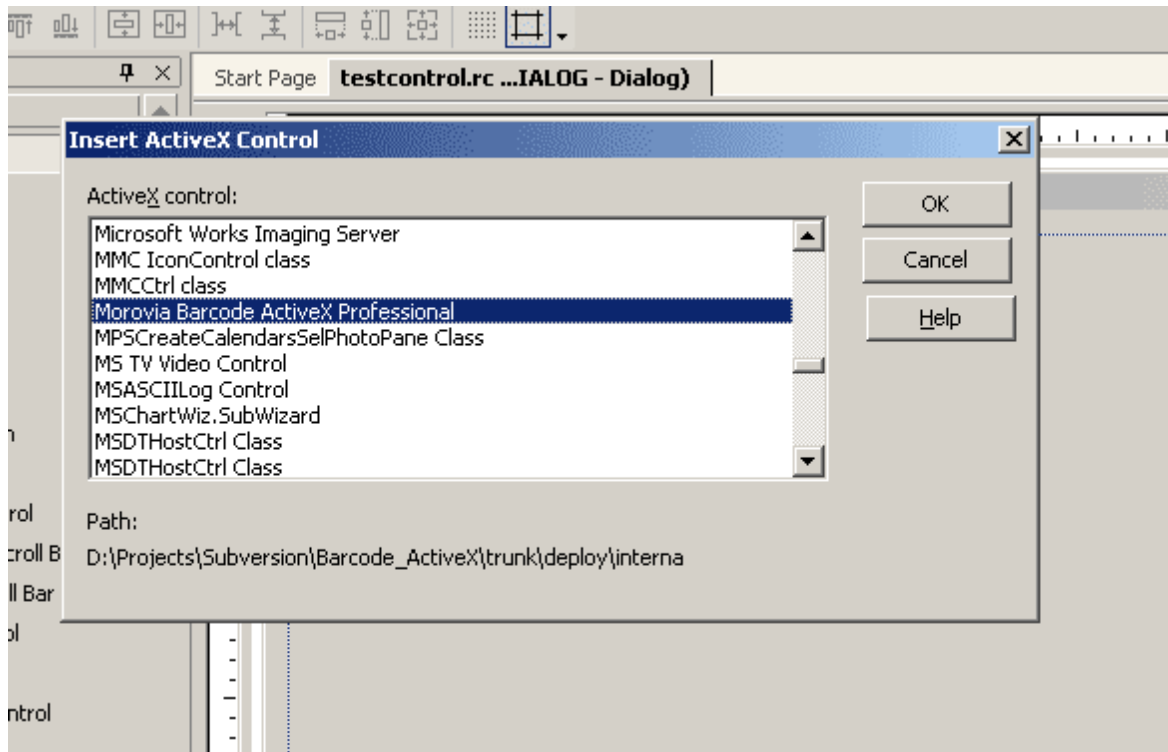 Start Page testcontrol.rc ...IALOG - Dialog)
Insert ActiveX Control
ActiveX control:
OK
Microsoft Works Imaging Server
MMC IconControl class
Cancel
MMCCtrl class
Morovia Barcode ActiveX Professional
Help
MPSCreateCalendarsSelPhotoPane Class
MS TV Video Control
MSASCIILog Control
MSChartWiz.SubWizard
MSDTHostCtrl Class
MSDTHostCtrl Class
Path:
D:\Projects\Subversion\Barcode_ActiveX\trunk\deploy\interna
rol
croll B
ll Bar
ol
ntrol